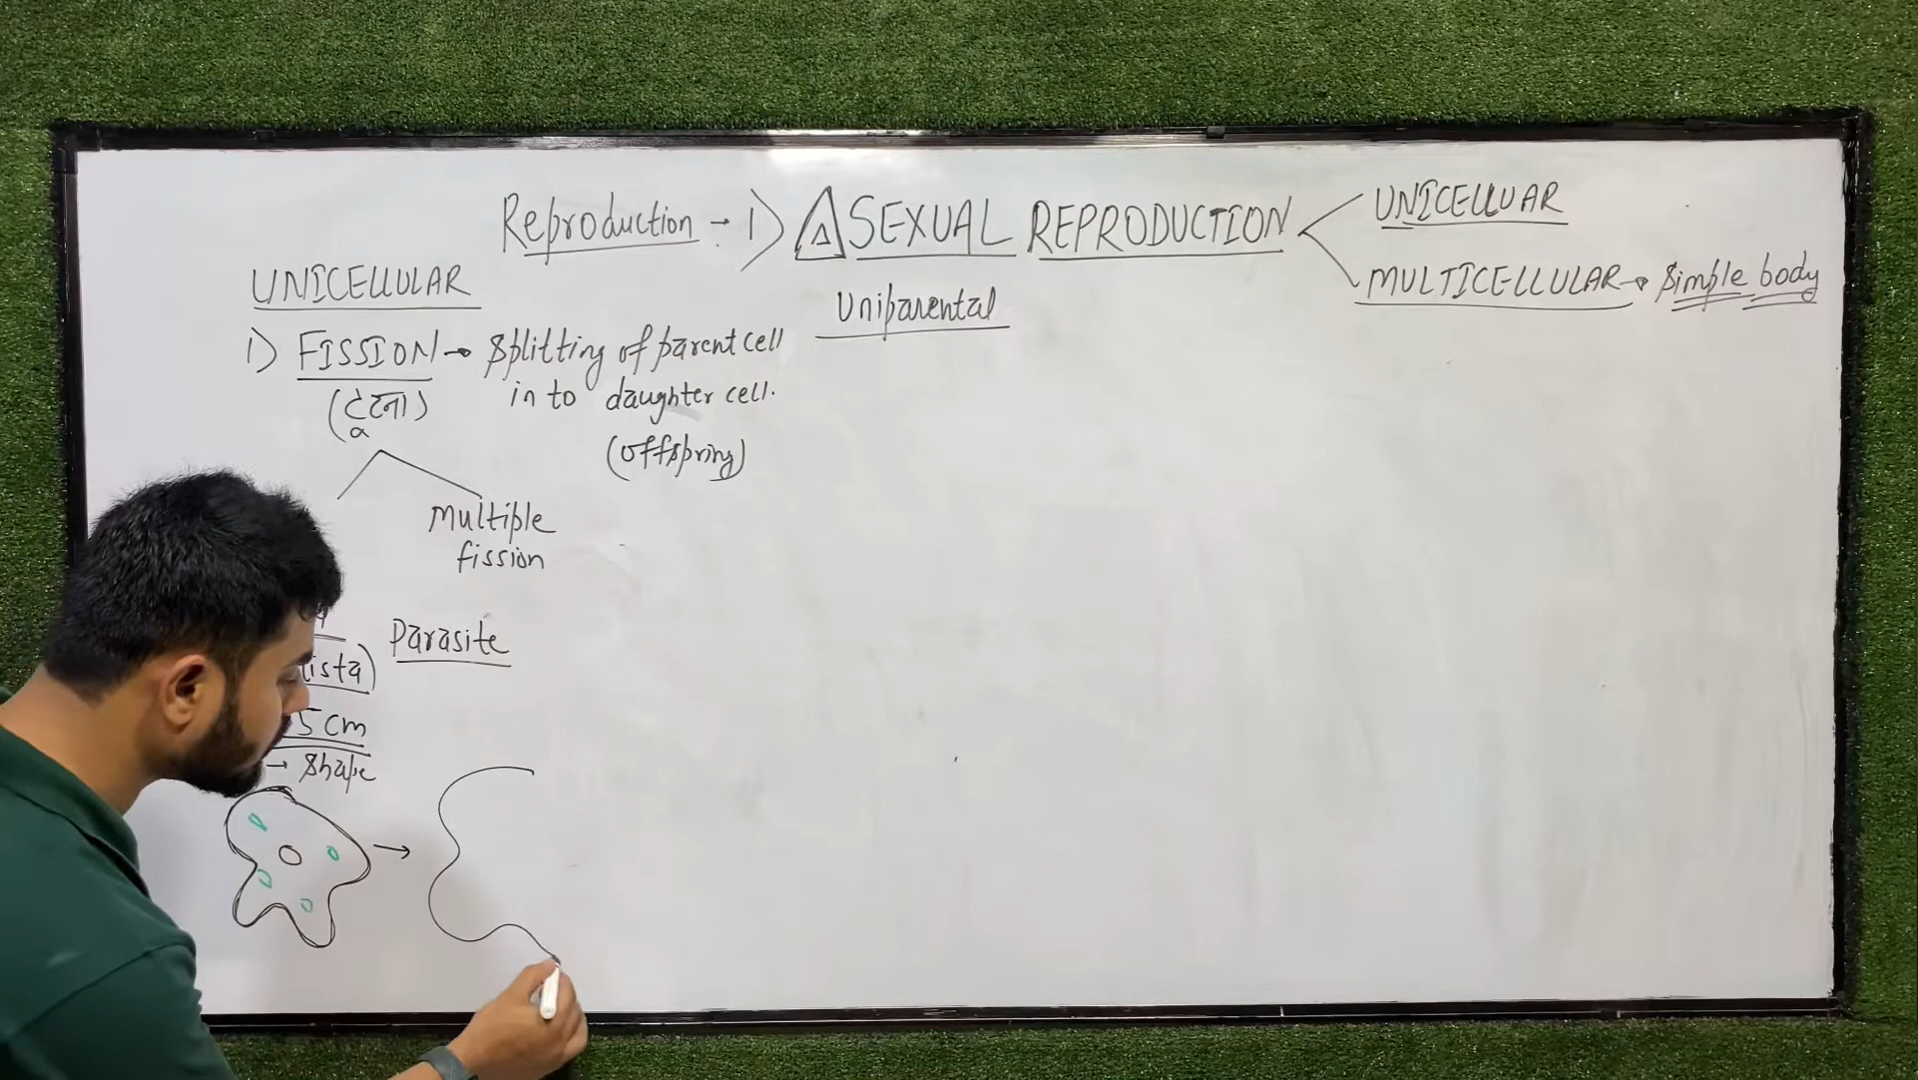 Reproduction :- 1) ASEXUAL REPRODUCTION
UNICELLUAR
MULTICELLULAR → Simple body
Uniparental
UNICELLULAR
1) FISSION → Splitting of parent cell
in to daughter cell.
(offspring)
(टूटना)
Multiple
fission
Parasite
ista)
5 cm
→ Shape